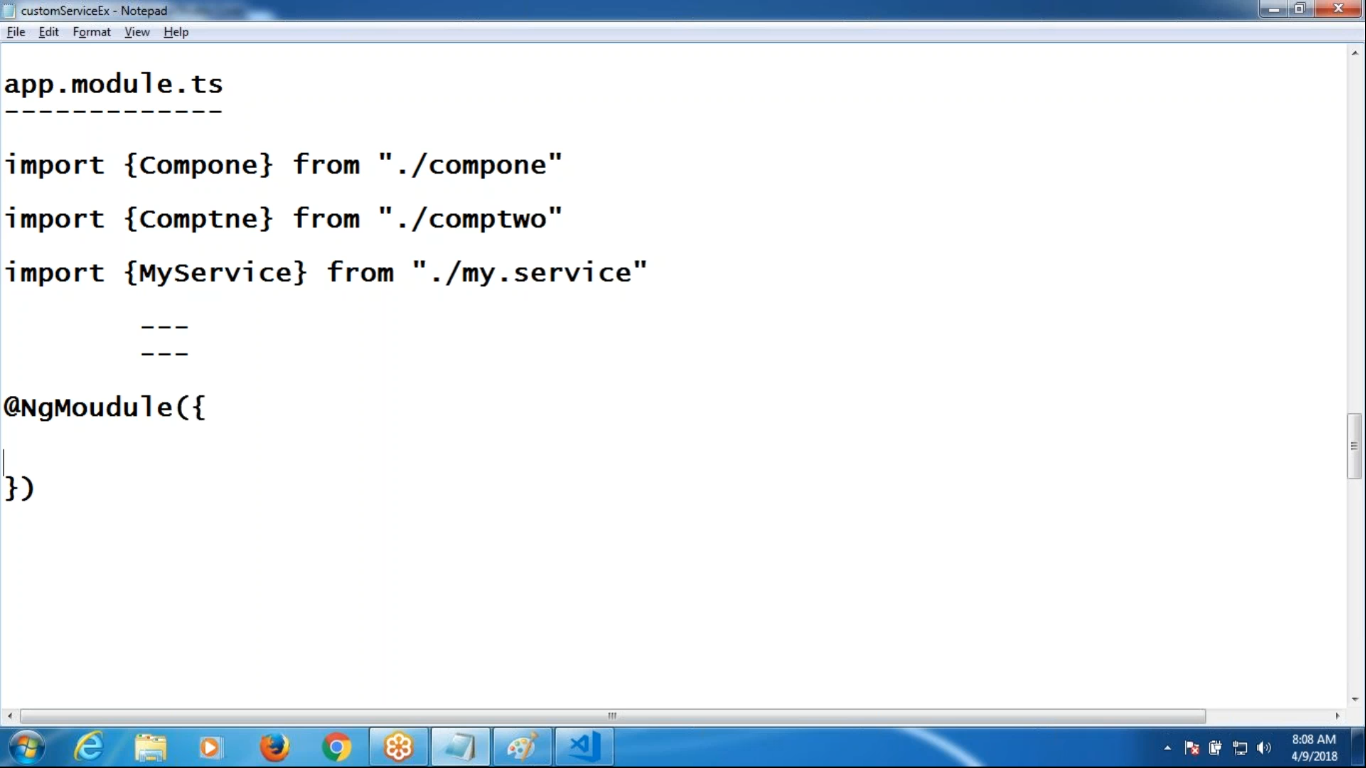 customServiceEx - Notepad
File Edit Format View Help
app.module.ts
-------------
import {Compone} from "./compone"
import {Comptne} from "./comptwo"
import {MyService} from "./my.service"
---
---
@NgMoudule({
})
8:08 AM
4/9/2018